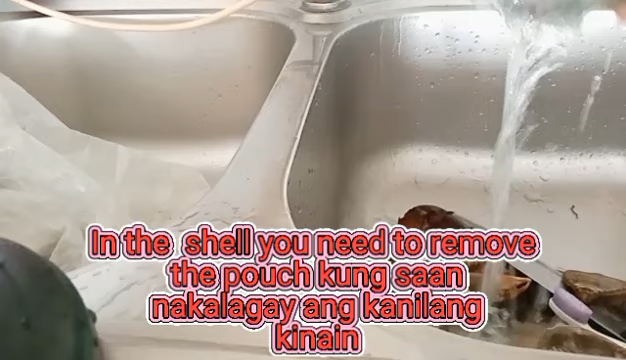 In the shell you need to remove
the pouch kung saan
nakalagay ang kanilang
kinain